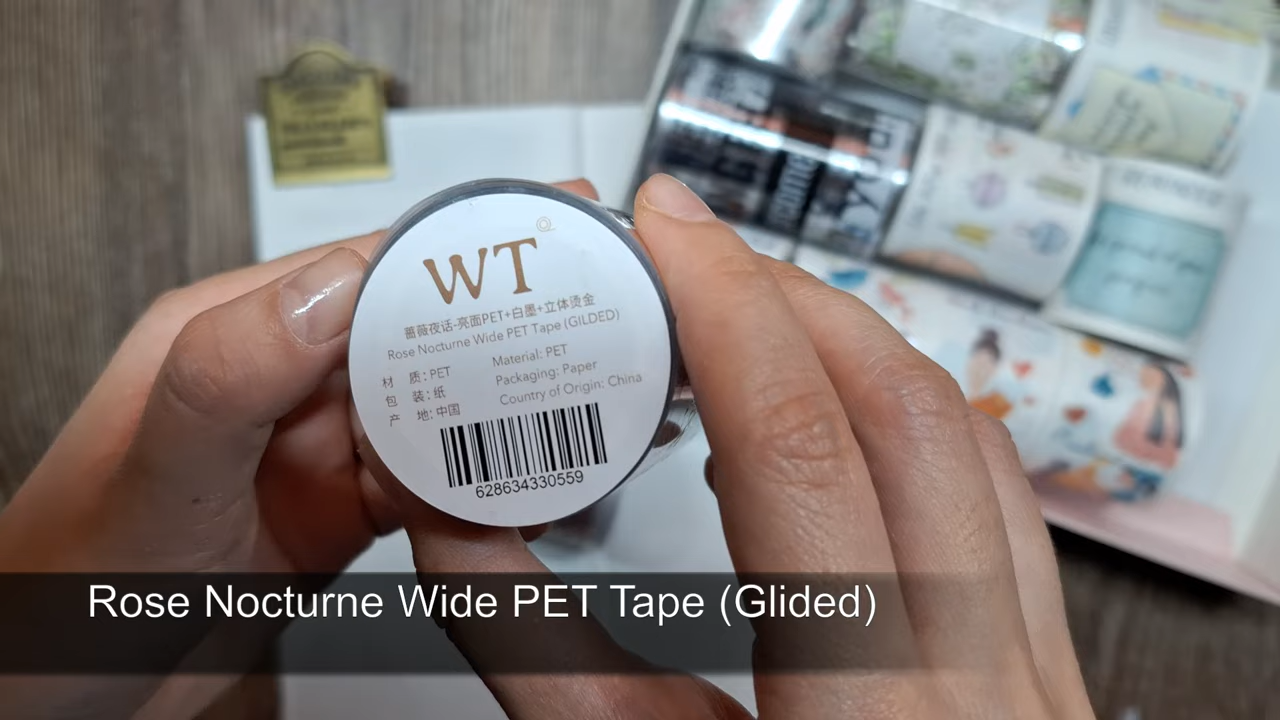 WT
蔷薇夜话-亮面PET+白墨+立体烫金
Rose Nocturne Wide PET Tape (GILDED)
材 质：PET
Material: PET
包 装：纸
Packaging: Paper
产 地: 中国
Country of Origin: China
628634330559
Rose Nocturne Wide PET Tape (Glided)